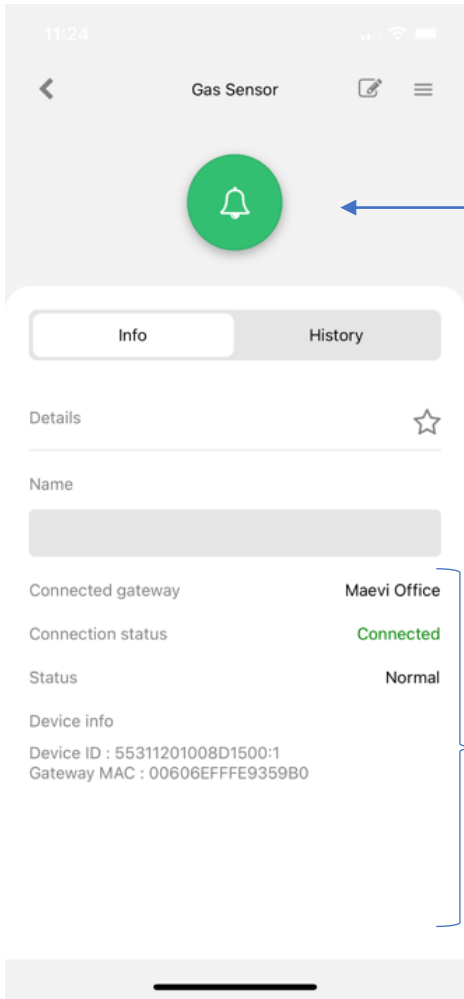 11:24
Gas Sensor
Info History
Details
Name
Connected gateway Maevi Office
Connection status Connected
Status Normal
Device info
Device ID : 55311201008D1500:1
Gateway MAC : 00606EFFFE9359B0